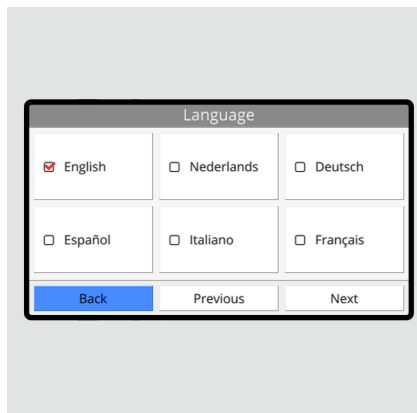 Language
English Nederlands Deutsch
Español Italiano Français
Back Previous Next